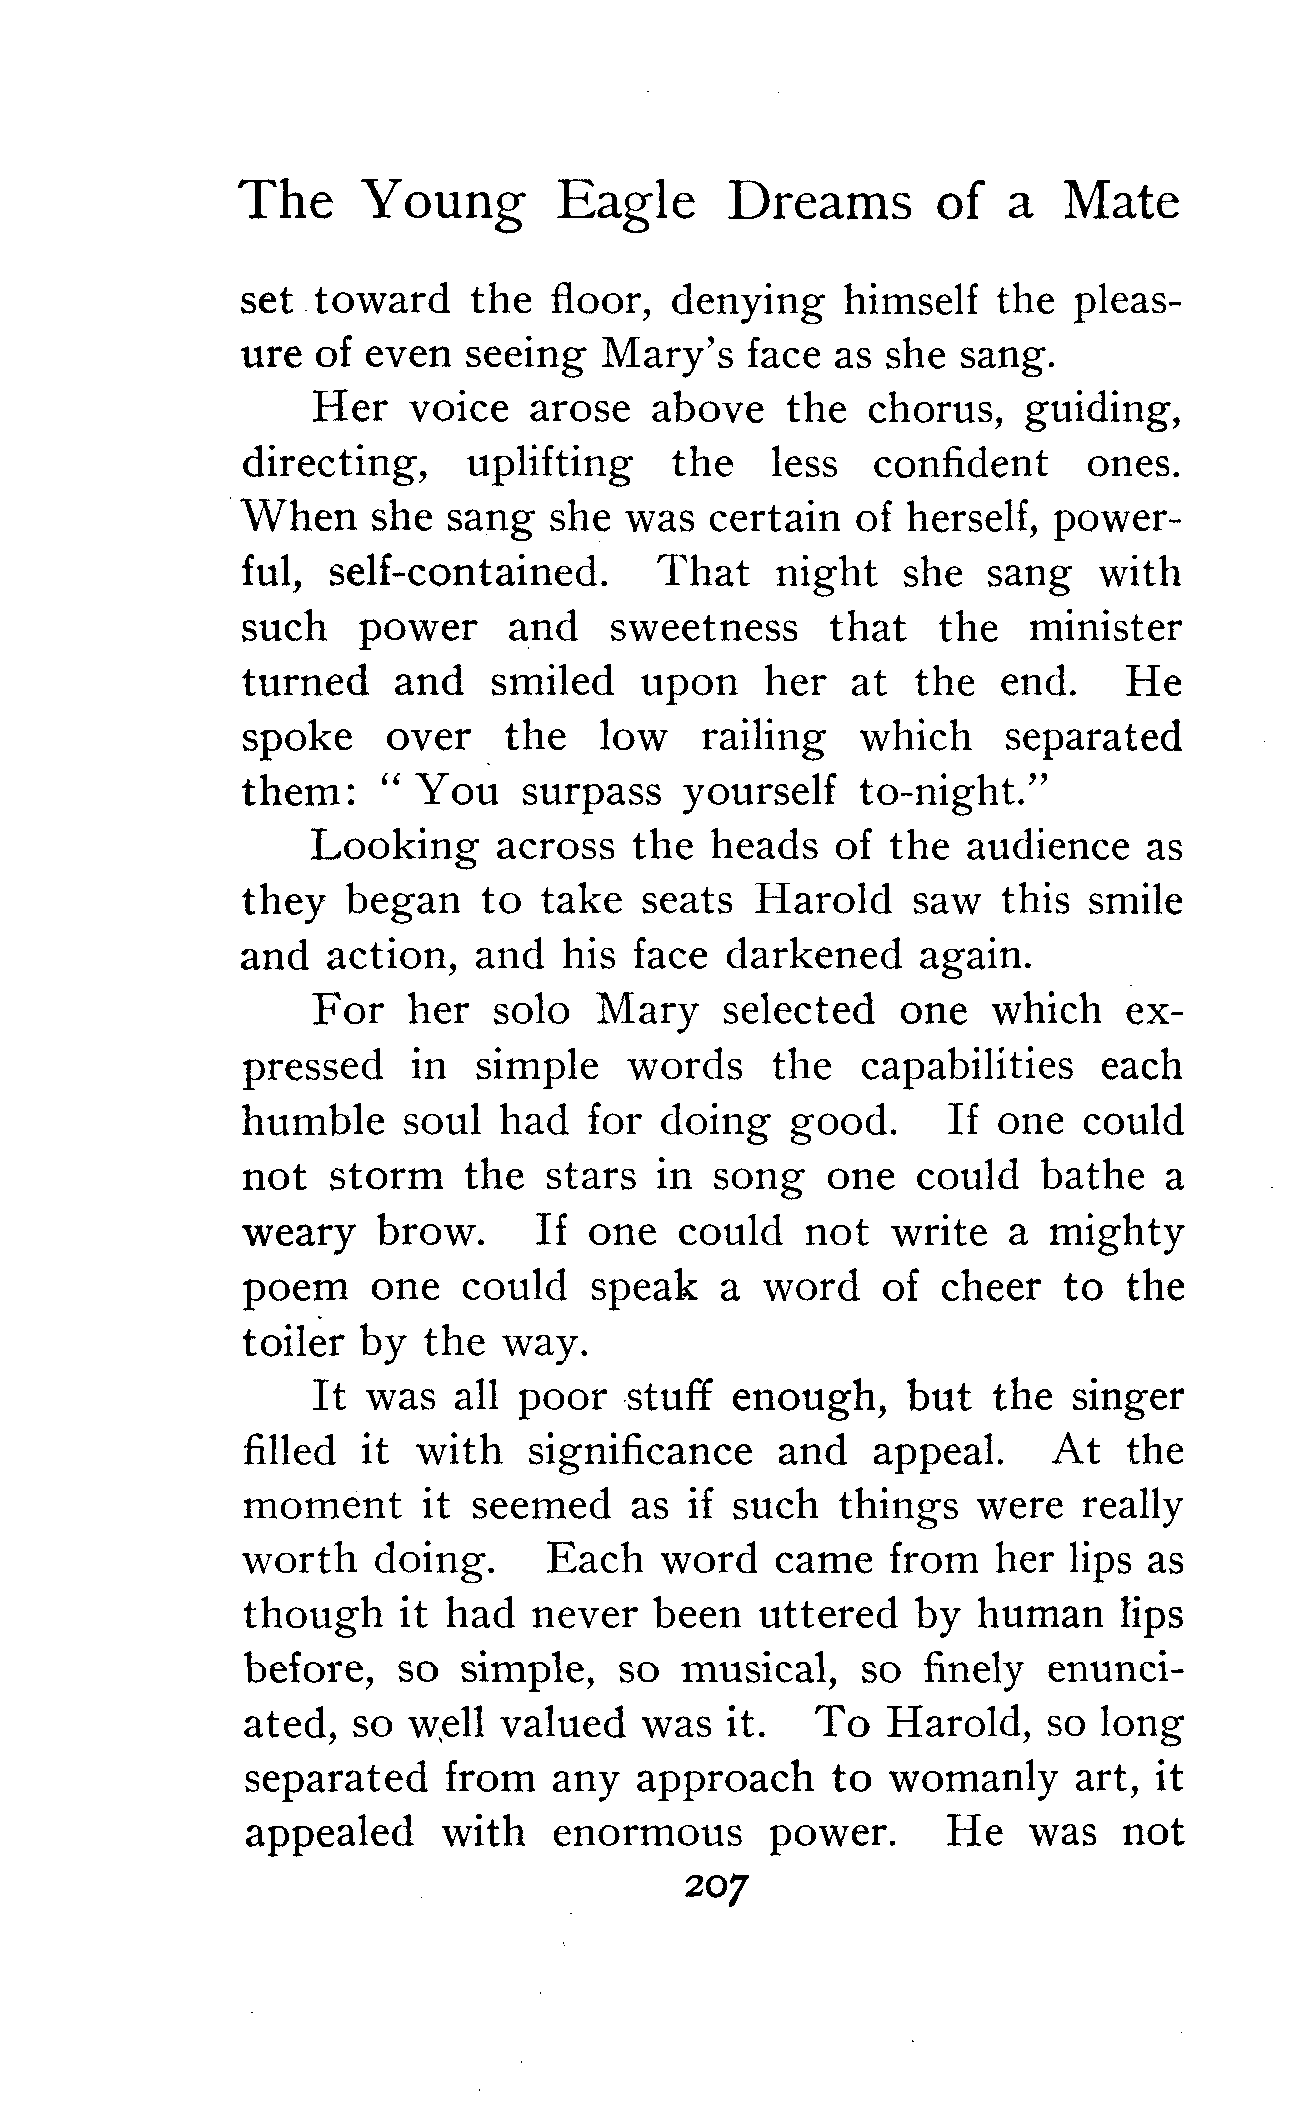 The Young Eagle Dreams of a Mate
set toward the floor, denying himself the pleas-
ure of even seeing Mary's face as she sang.
Her voice arose above the chorus, guiding,
directing, uplifting the less confident ones.
When she sang she was certain of herself, power-
ful, self-contained. That night she sang with
such power and sweetness that the minister
turned and smiled upon her at the end. He
spoke over the low railing which separated
them: " You surpass yourself to-night."
Looking across the heads of the audience as
they began to take seats Harold saw this smile
and action, and his face darkened again.
For her solo Mary selected one which ex-
pressed in simple words the capabilities each
humble soul had for doing good. If one could
not storm the stars in song one could bathe a
weary brow. If one could not write a mighty
poem one could speak a word of cheer to the
toiler by the way.
It was all poor stuff enough, but the singer
filled it with significance and appeal. At the
moment it seemed as if such things were really
worth doing. Each word came from her lips as
though it had never been uttered by human lips
before, so simple, so musical, so finely enunci-
ated, so well valued was it. To Harold, so long
separated from any approach to womanly art, it
appealed with enormous power. He was not
207